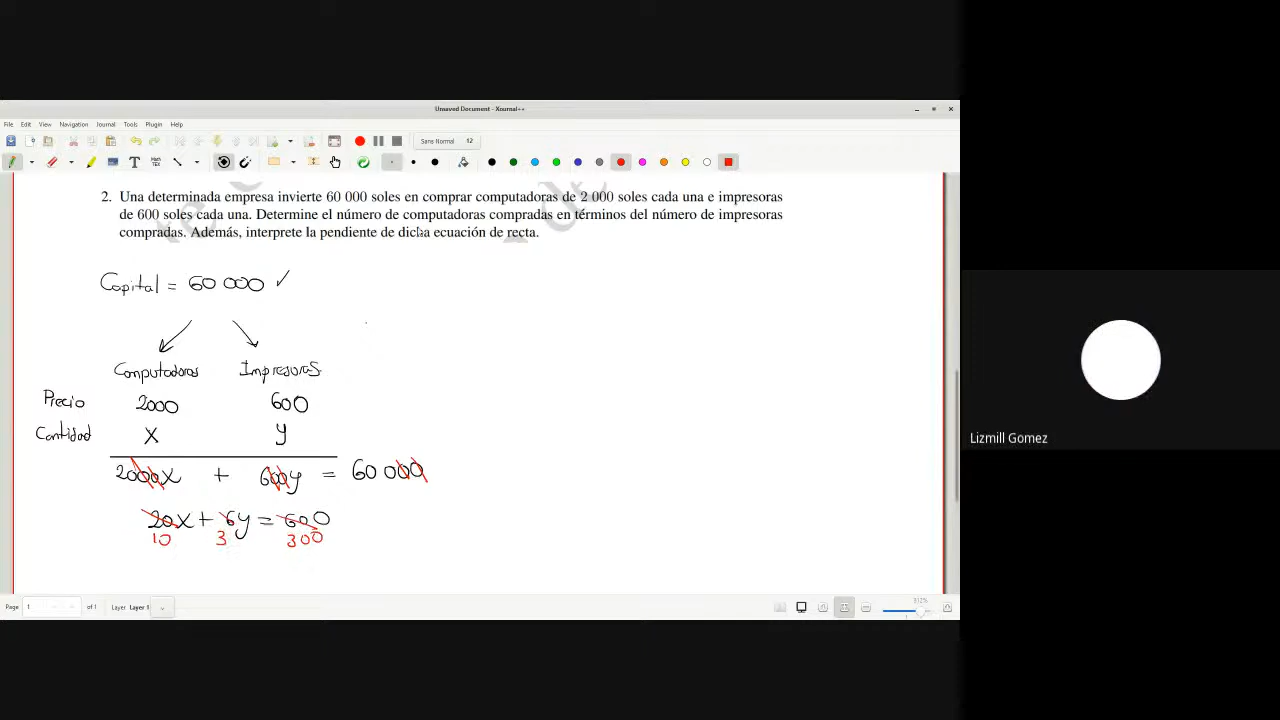 Unsaved Document - Xournal++
File Edit View Navigation Journal Tools Plugin Help
Sans Normal 12
2. Una determinada empresa invierte 60 000 soles en comprar computadoras de 2 000 soles cada una e impresoras
de 600 soles cada una. Determine el número de computadoras compradas en términos del número de impresoras
compradas. Además, interprete la pendiente de dicha ecuación de recta.
Capital = 60 000 ✓
Computadoras Impresoras
Precio 2000 600
Cantidad x y
2000x + 600y = 60 000
20x + 6y = 600
10 3 300
Lizmill Gomez
Page 1 of 1 Layer Layer 1